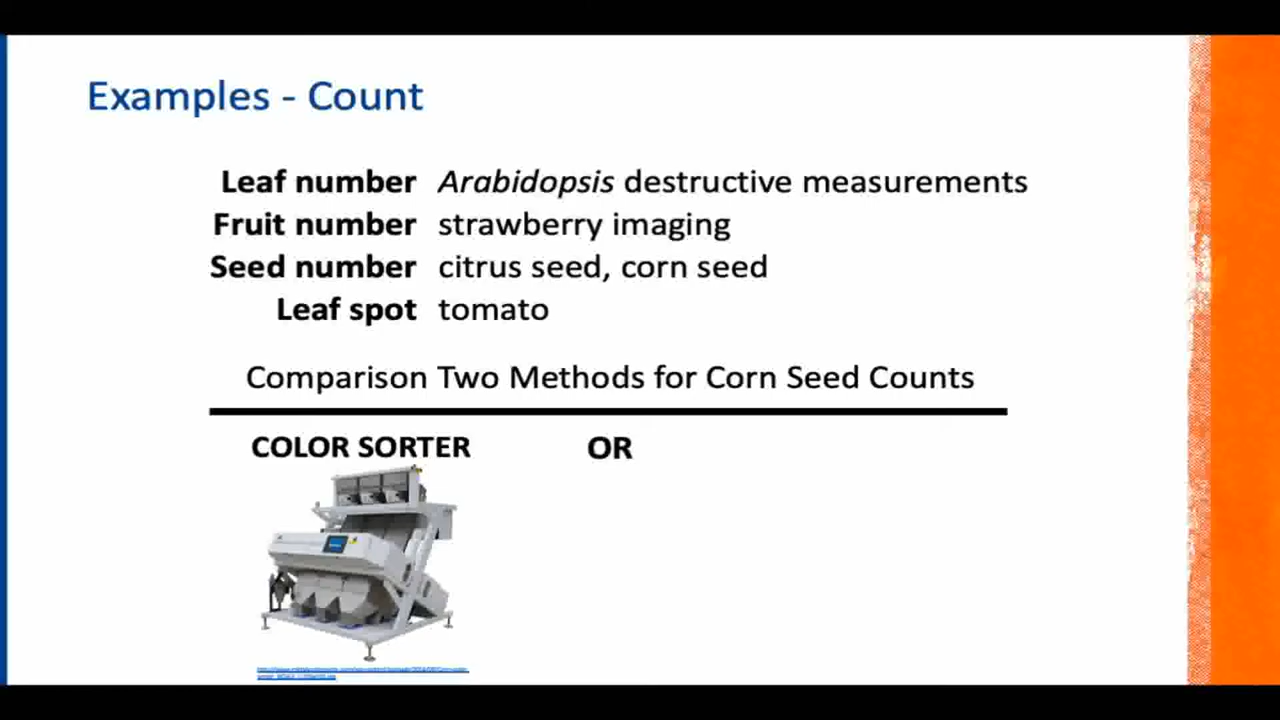 Examples - Count
Leaf number Arabidopsis destructive measurements
Fruit number strawberry imaging
Seed number citrus seed, corn seed
Leaf spot tomato
Comparison Two Methods for Corn Seed Counts
COLOR SORTER OR